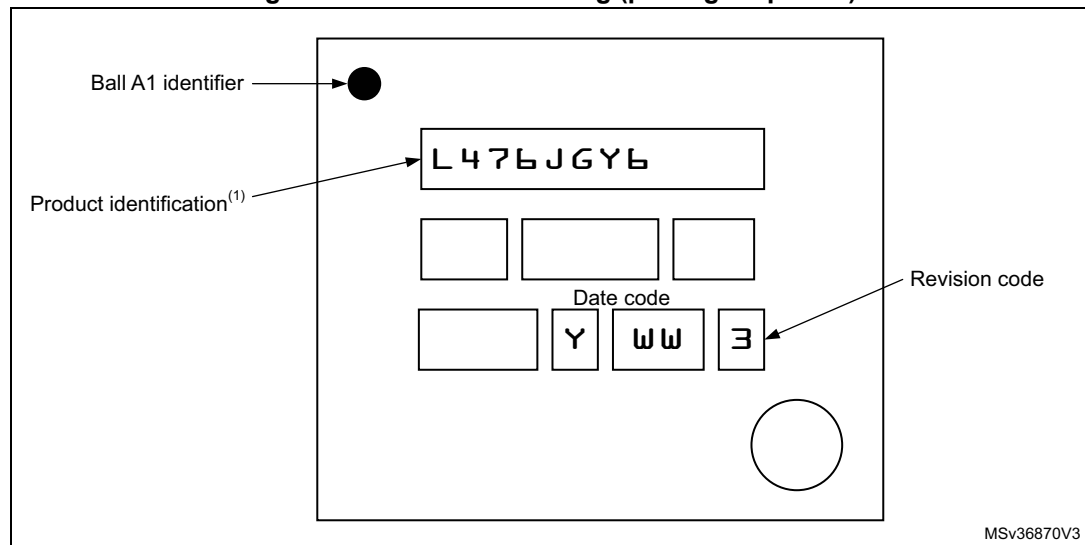 Ball A1 identifier
L476JGY6
Product identification(1)
Revision code
Date code
Y WW 3
MSv36870V3